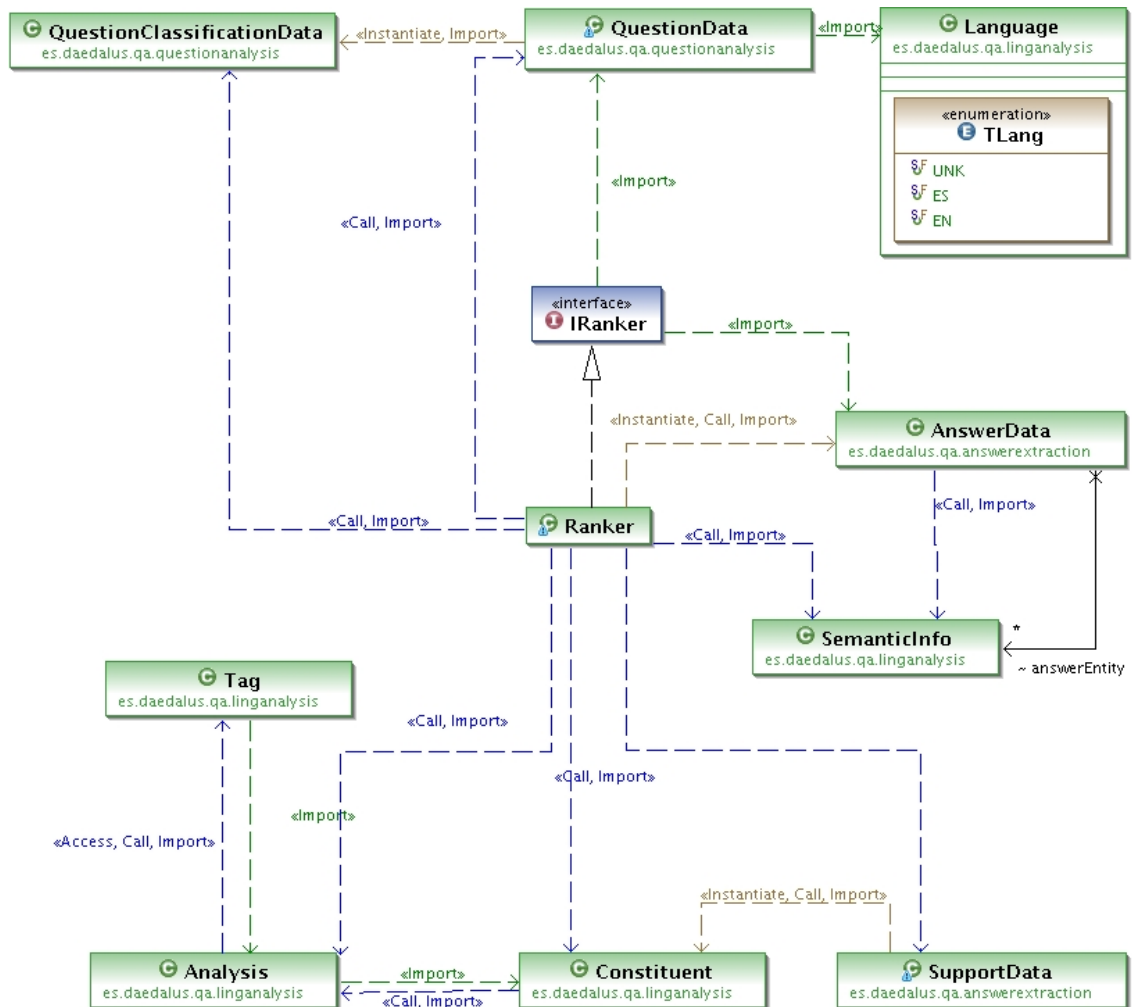 QuestionClassificationData
es.daedalus.qa.questionanalysis
«Instantiate, Import»
QuestionData
es.daedalus.qa.questionanalysis
«Import»
Language
es.daedalus.qa.linganalysis
«enumeration»
TLang
UNK
ES
EN
«Import»
«Call, Import»
«interface»
IRanker
«Import»
«Instantiate, Call, Import»
AnswerData
es.daedalus.qa.answerextraction
«Call, Import»
«Call, Import»
Ranker
«Call, Import»
*
SemanticInfo
es.daedalus.qa.linganalysis
~ answerEntity
Tag
es.daedalus.qa.linganalysis
«Call, Import»
«Call, Import»
«Import»
«Access, Call, Import»
«Instantiate, Call, Import»
Analysis
es.daedalus.qa.linganalysis
«Import»
«Call, Import»
Constituent
es.daedalus.qa.linganalysis
SupportData
es.daedalus.qa.answerextraction